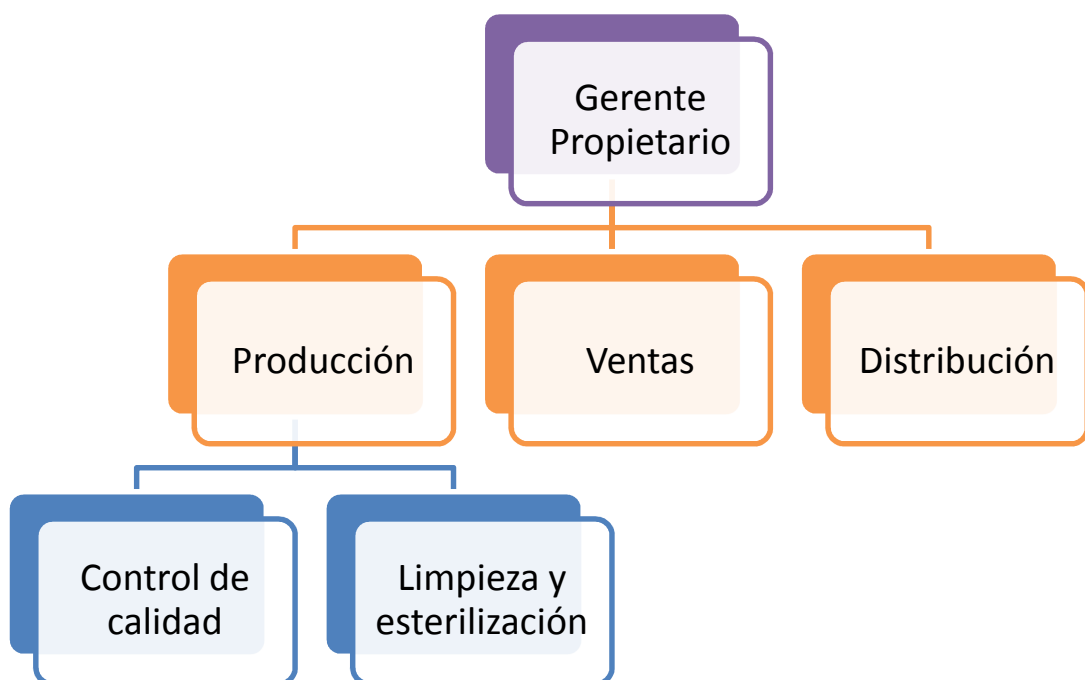 Gerente
Propietario
Producción
Ventas
Distribución
Control de
calidad
Limpieza y
esterilización